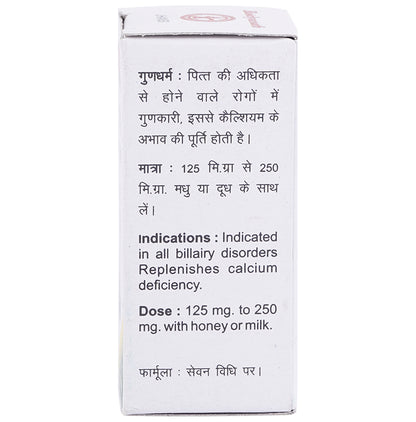 गुणधर्म : पित्त की अधिकता
से होने वाले रोगों में
गुणकारी, इससे कैल्शियम के
अभाव की पूर्ति होती है।
मात्रा : 125 मि.ग्रा से 250
मि.ग्रा. मधु या दूध के साथ
लें।
Indications : Indicated
in all billairy disorders
Replenishes calcium
deficiency.
Dose : 125 mg. to 250
mg. with honey or milk.
फार्मूला : सेवन विधि पर।